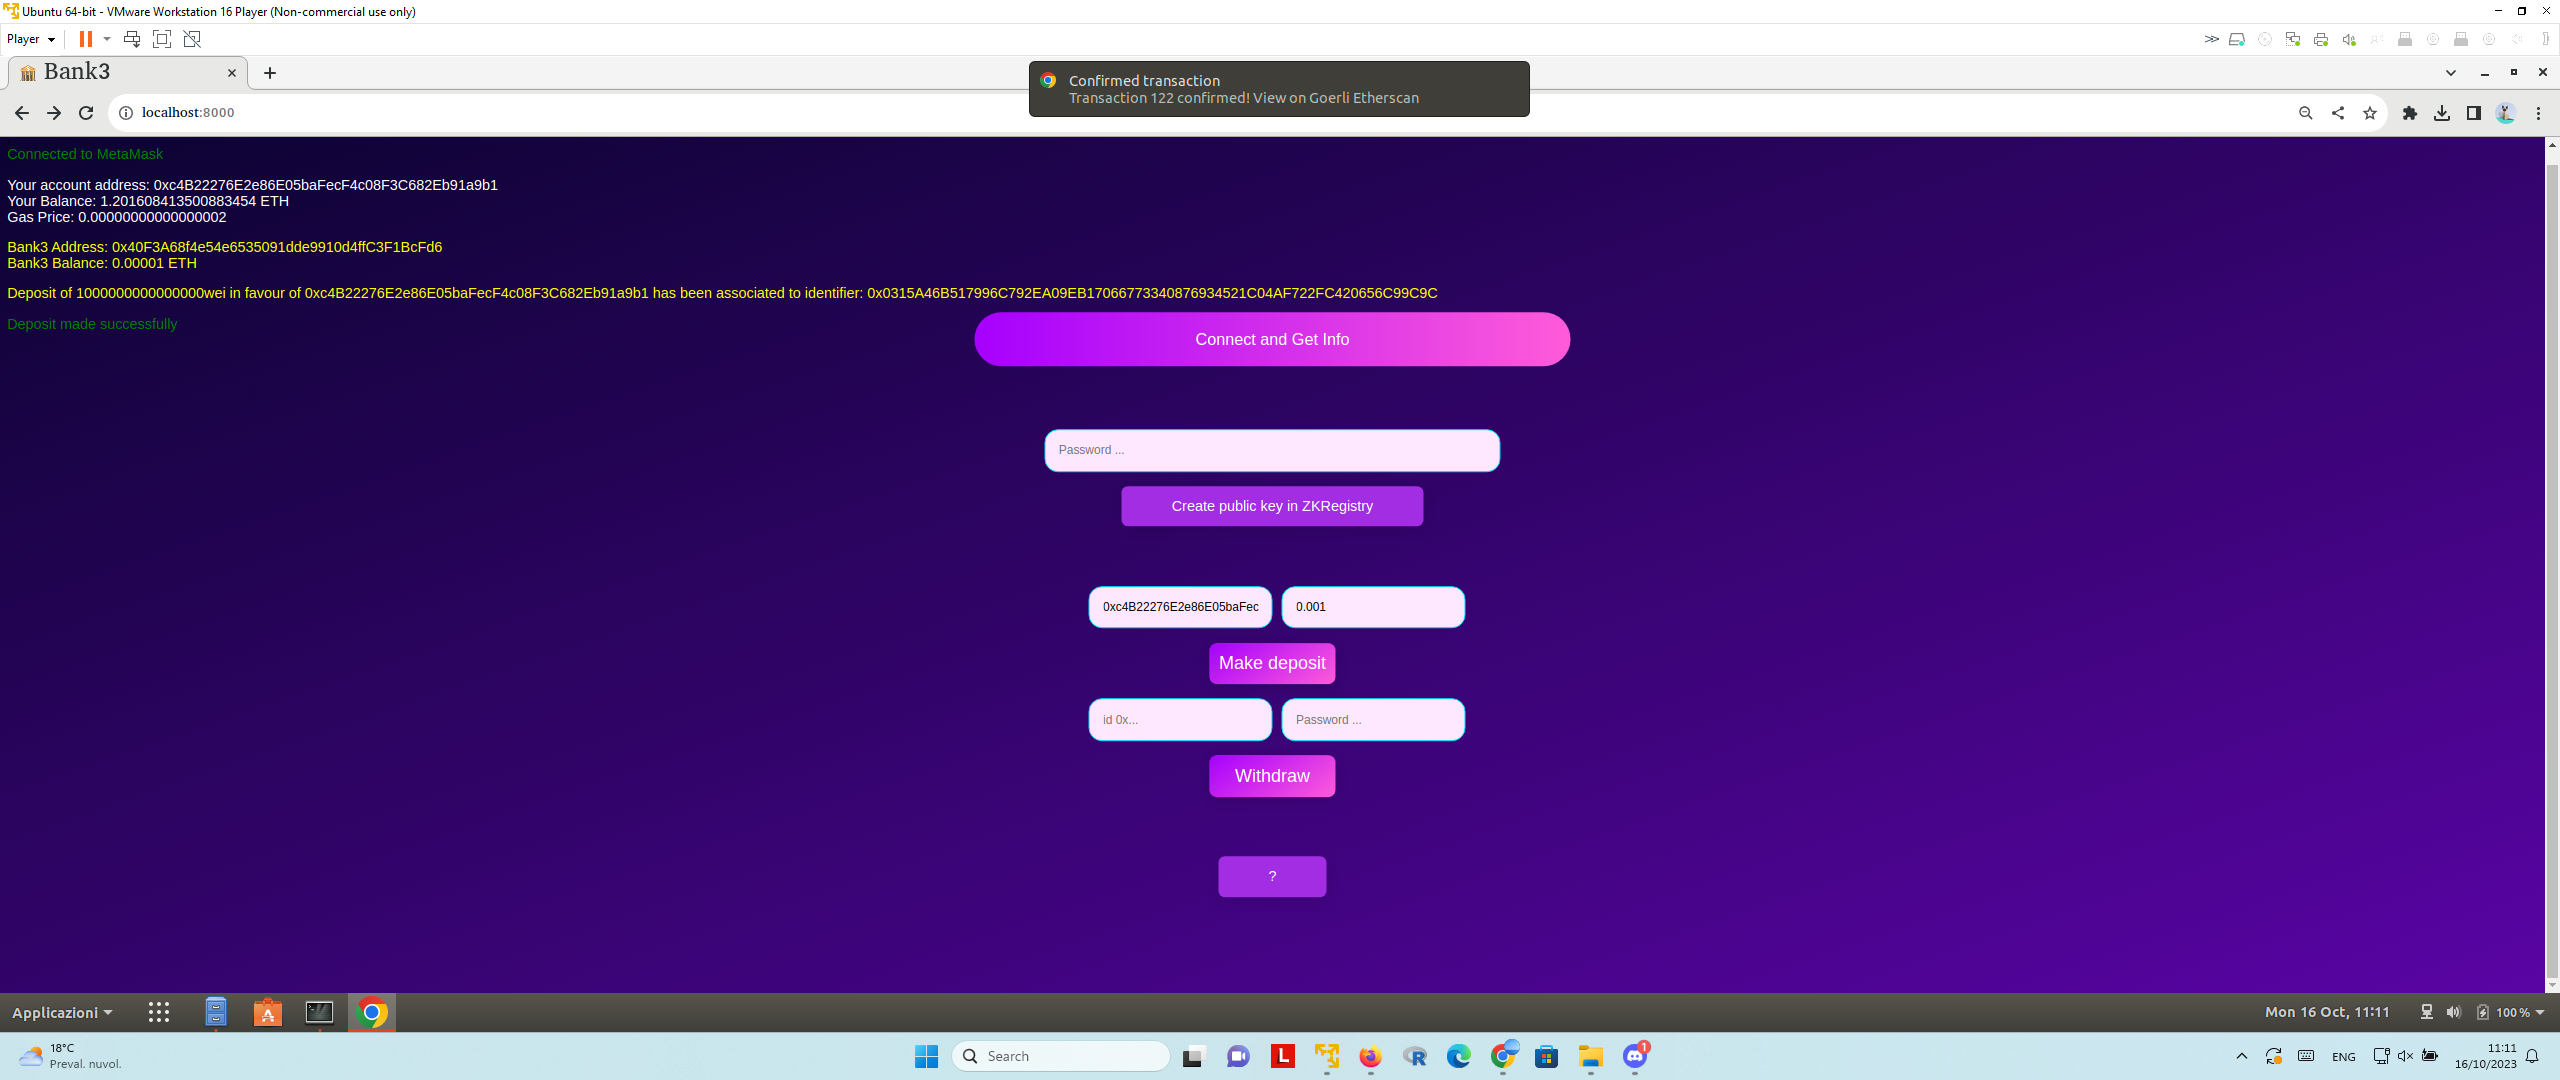 Ubuntu 64-bit - VMware Workstation 16 Player (Non-commercial use only)
Player
Bank3
Confirmed transaction
Transaction 122 confirmed! View on Goerli Etherscan
localhost:8000
Connected to MetaMask
Your account address: 0xc4B22276E2e86E05baFecF4c08F3C682Eb91a9b1
Your Balance: 1.201608413500883454 ETH
Gas Price: 0.00000000000000002
Bank3 Address: 0x40F3A68f4e54e6535091dde9910d4ffC3F1BcFd6
Bank3 Balance: 0.00001 ETH
Deposit of 1000000000000000wei in favour of 0xc4B22276E2e86E05baFecF4c08F3C682Eb91a9b1 has been associated to identifier: 0x0315A46B517996C792EA09EB17066773340876934521C04AF722FC420656C99C9C
Deposit made successfully
Connect and Get Info
Password ...
Create public key in ZKRegistry
0xc4B22276E2e86E05baFec 0.001
Make deposit
id 0x... Password ...
Withdraw
?
Applicazioni Mon 16 Oct, 11:11 100 %
18°C
Preval. nuvol.
Search
1
ENG
11:11
16/10/2023